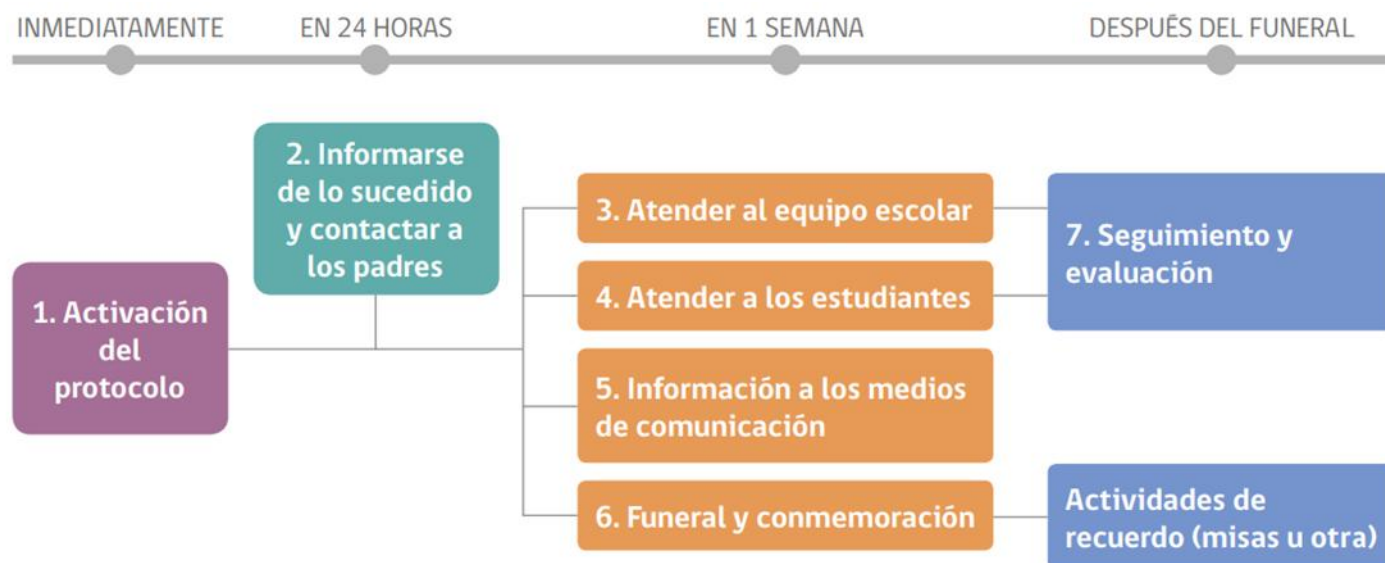 INMEDIATAMENTE
EN 24 HORAS
EN 1 SEMANA
DESPUÉS DEL FUNERAL
1. Activación
del
protocolo
2. Informarse
de lo sucedido
y contactar a
los padres
3. Atender al equipo escolar
4. Atender a los estudiantes
5. Información a los medios
de comunicación
6. Funeral y conmemoración
7. Seguimiento y
evaluación
Actividades de
recuerdo (misas u otra)